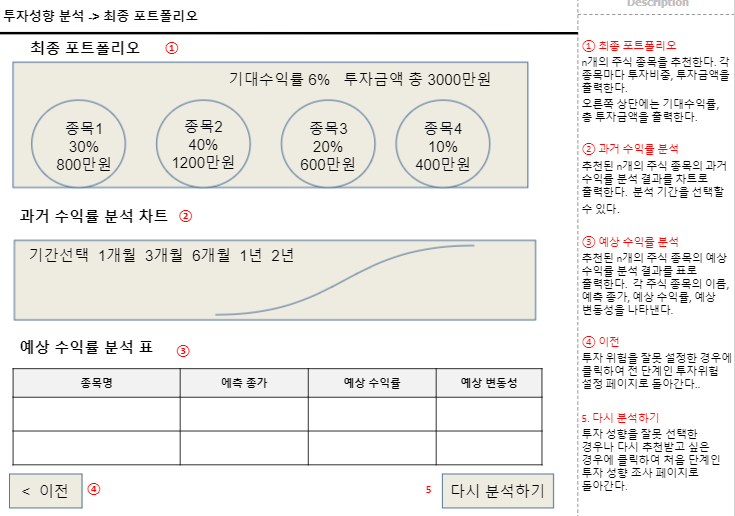 투자성향 분석 -> 최종 포트폴리오
최종 포트폴리오 ①
기대수익률 6% 투자금액 총 3000만원
종목1
30%
800만원
종목2
40%
1200만원
종목3
20%
600만원
종목4
10%
400만원
과거 수익률 분석 차트 ②
기간선택 1개월 3개월 6개월 1년 2년
예상 수익률 분석 표 ③
종목명 예측 종가 예상 수익률 예상 변동성
< 이전 ④
5 다시 분석하기
Description
① 최종 포트폴리오
n개의 주식 종목을 추천한다. 각
종목마다 투자비중, 투자금액을
출력한다.
오른쪽 상단에는 기대수익률,
총 투자금액을 출력한다.
② 과거 수익률 분석
추천된 n개의 주식 종목의 과거
수익률 분석 결과를 차트로
출력한다. 분석 기간을 선택할
수 있다.
③ 예상 수익률 분석
추천된 n개의 주식 종목의 예상
수익률 분석 결과를 표로
출력한다. 각 주식 종목의 이름,
예측 종가, 예상 수익률, 예상
변동성을 나타낸다.
④ 이전
투자 위험을 잘못 설정한 경우에
클릭하여 전 단계인 투자위험
설정 페이지로 돌아간다..
5. 다시 분석하기
투자 성향을 잘못 선택한
경우나 다시 추천받고 싶은
경우에 클릭하여 처음 단계인
투자 성향 조사 페이지로
돌아간다.